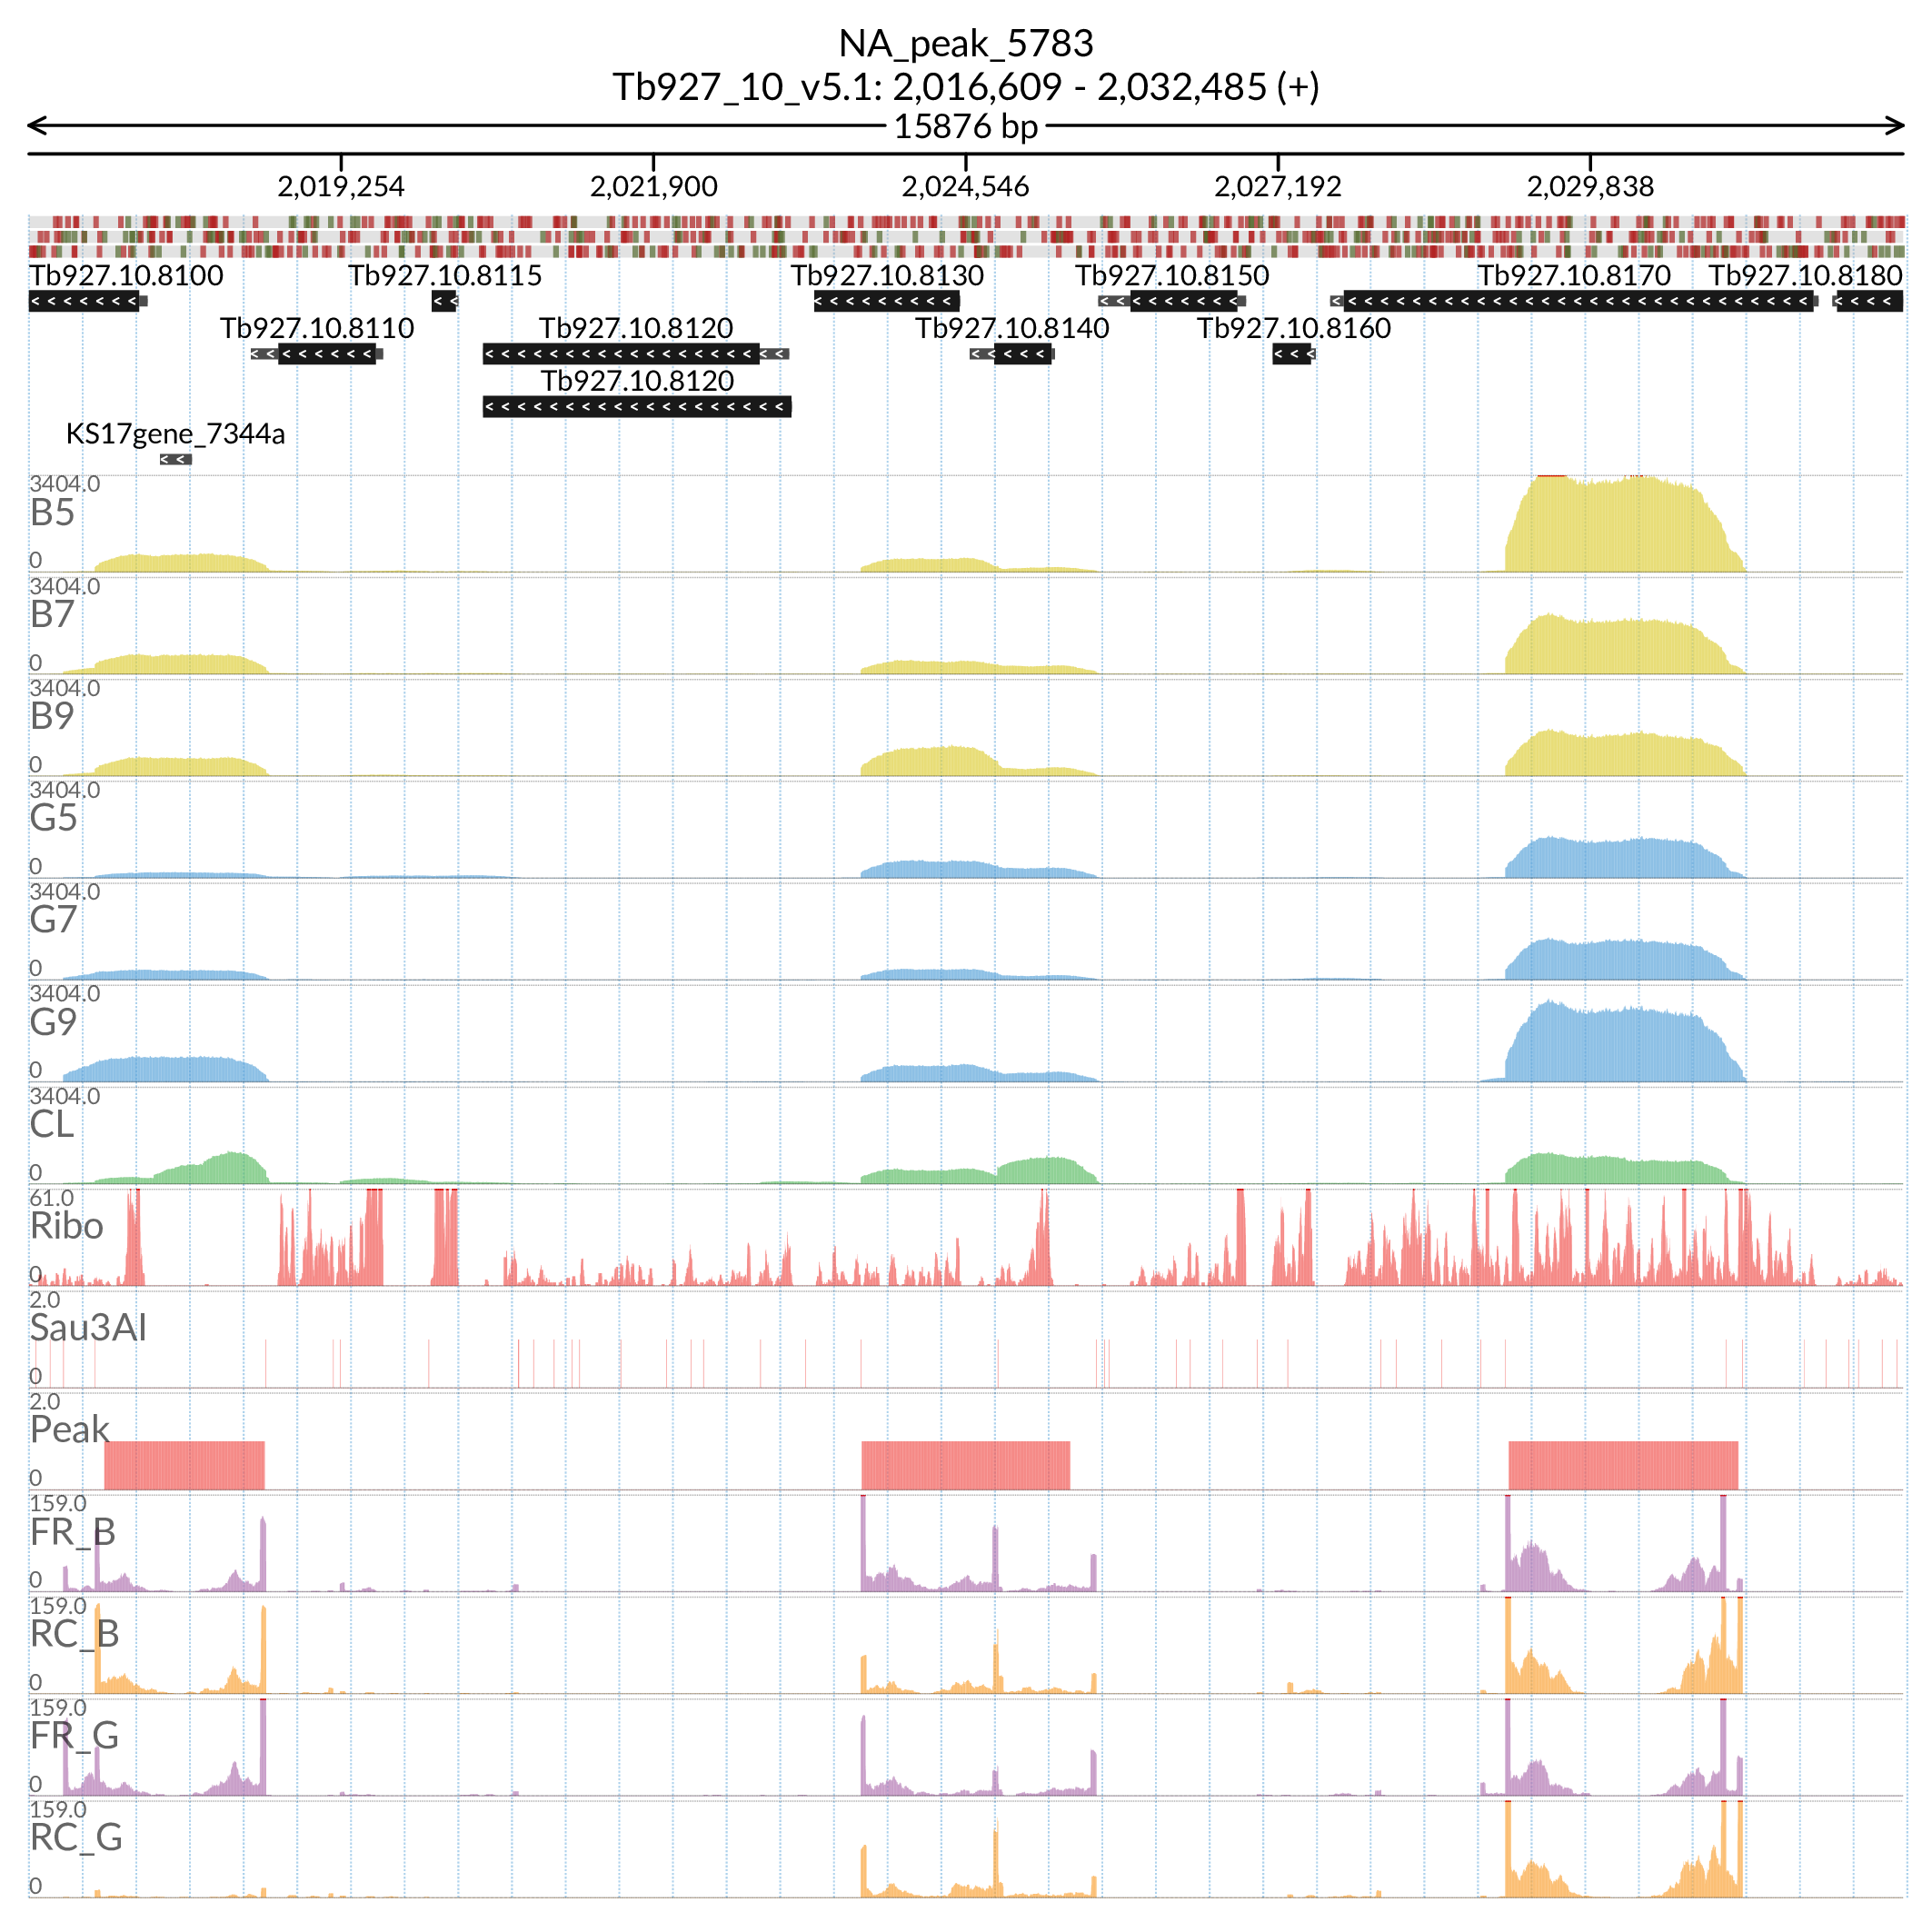 NA_peak_5783
Tb927_10_v5.1: 2,016,609 - 2,032,485 (+)
15876 bp
2,019,254 2,021,900 2,024,546 2,027,192 2,029,838
Tb927.10.8100 Tb927.10.8115 Tb927.10.8130 Tb927.10.8150 Tb927.10.8170 Tb927.10.8180
Tb927.10.8110 Tb927.10.8120 Tb927.10.8140 Tb927.10.8160
Tb927.10.8120
KS17gene_7344a
3404.0
B5
0
3404.0
B7
0
3404.0
B9
0
3404.0
G5
0
3404.0
G7
0
3404.0
G9
0
3404.0
CL
0
61.0
Ribo
0
2.0
Sau3AI
0
2.0
Peak
0
159.0
FR_B
0
159.0
RC_B
0
159.0
FR_G
0
159.0
RC_G
0